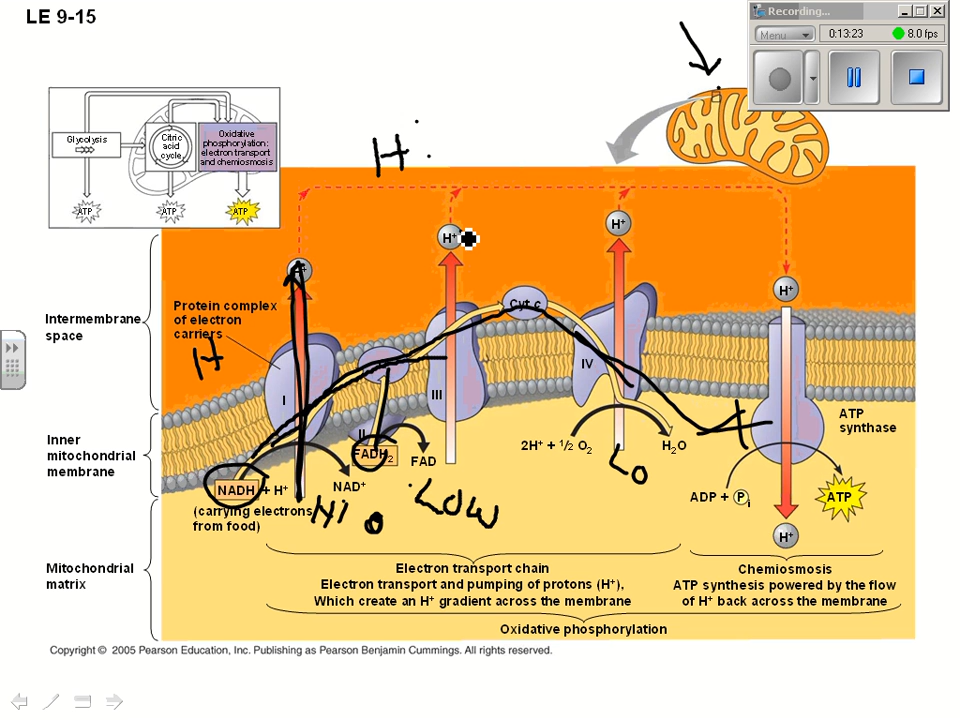 LE 9-15
Recording...
Menu
0:13:23
8.0 fps
Glycolysis
Citric
acid
cycle
Oxidative
phosphorylation:
electron transport
and chemiosmosis
ATP
ATP
ATP
H
H⁺
H⁺
H⁺
Protein complex
of electron
carriers
Cyt c
Intermembrane
space
H
I
II
III
IV
ATP
synthase
Inner
mitochondrial
membrane
2H⁺ + ½ O₂
H₂O
FADH₂
FAD
LO
NADH + H⁺
NAD⁺
ADP + Pi
ATP
(carrying electrons
from food)
Hi
LOW
H⁺
Mitochondrial
matrix
Electron transport chain
Electron transport and pumping of protons (H⁺),
Which create an H⁺ gradient across the membrane
Chemiosmosis
ATP synthesis powered by the flow
of H⁺ back across the membrane
Oxidative phosphorylation
Copyright © 2005 Pearson Education, Inc. Publishing as Pearson Benjamin Cummings. All rights reserved.